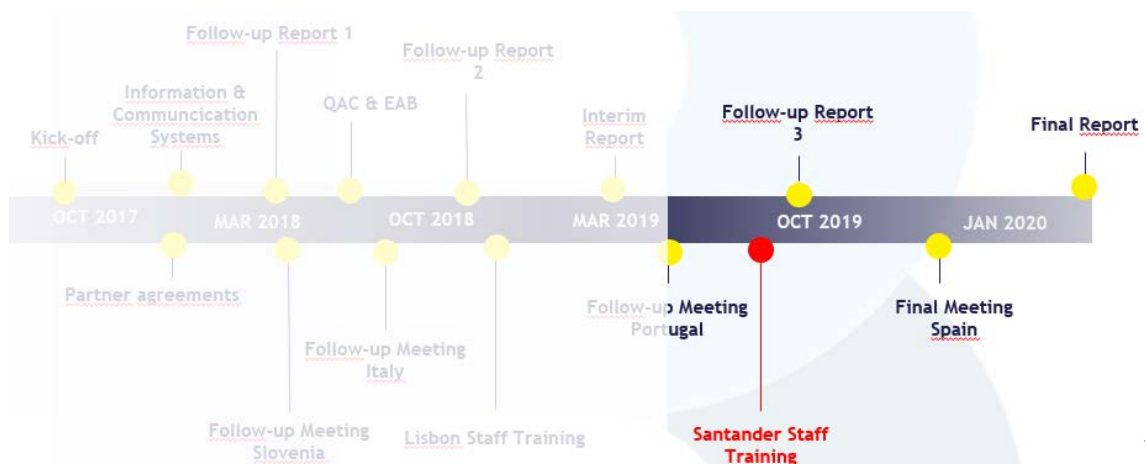 Follow-up Report 1
Follow-up Report
2
Information &
Communcication
Systems
QAC & EAB
Kick-off
Interim
Report
Follow-up Report
3
Final Report
OCT 2017
MAR 2018
OCT 2018
MAR 2019
OCT 2019
JAN 2020
Partner agreements
Follow-up Meeting
Italy
Follow-up Meeting
Slovenia
Lisbon Staff Training
Follow-up Meeting
Portugal
Santander Staff
Training
Final Meeting
Spain